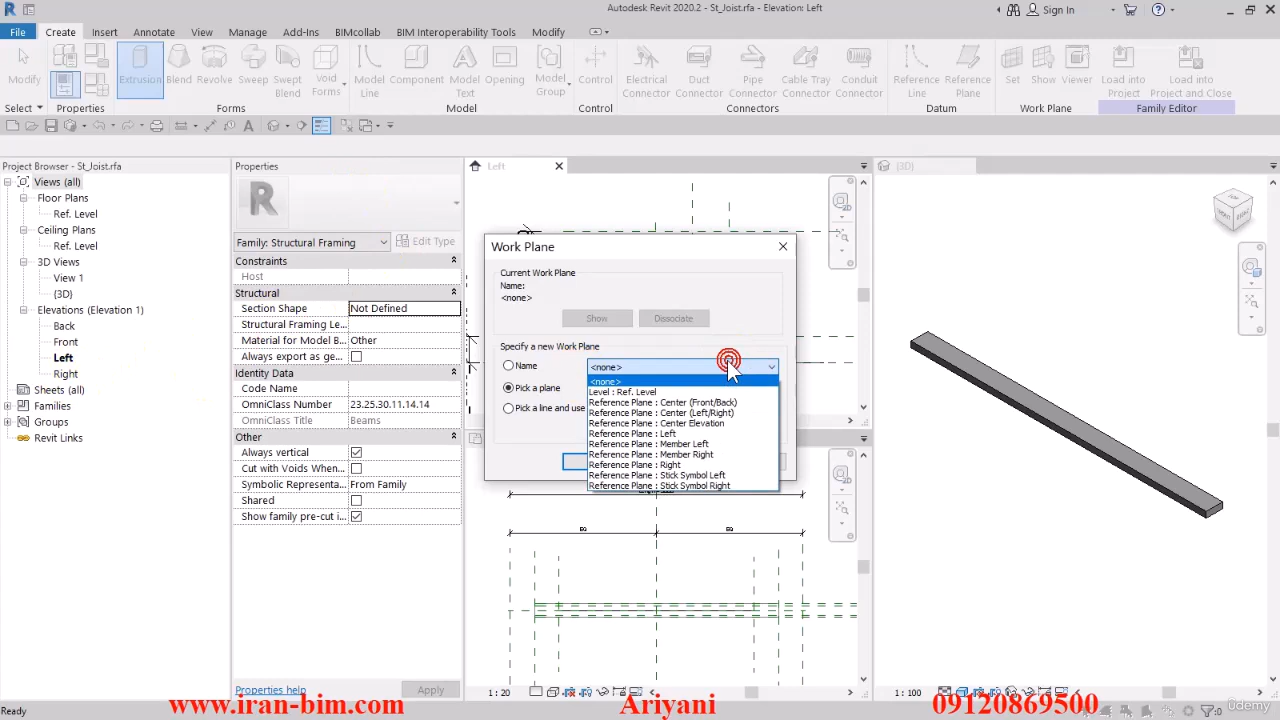 Autodesk Revit 2020.2 - St_Joist.rfa - Elevation: Left
Sign In
File Create Insert Annotate View Manage Add-Ins BIMcollab BIM Interoperability Tools Modify
Modify
Extrusion Blend Revolve Sweep Swept Blend Void Forms
Model Line Component Model Text Opening Model Group
Control
Electrical Connector Duct Connector Pipe Connector Cable Tray Connector Conduit Connector
Reference Line Reference Plane
Set Show Viewer
Load into Project Load into Project and Close
Select Properties Forms Model Control Connectors Datum Work Plane Family Editor
Project Browser - St_Joist.rfa
Views (all)
Floor Plans
Ref. Level
Ceiling Plans
Ref. Level
3D Views
View 1
{3D}
Elevations (Elevation 1)
Back
Front
Left
Right
Sheets (all)
Families
Groups
Revit Links
Properties
Family: Structural Framing
Edit Type
Constraints
Host
Structural
Section Shape Not Defined
Structural Framing Le...
Material for Model B... Other
Always export as ge...
Identity Data
Code Name
OmniClass Number 23.25.30.11.14.14
OmniClass Title Beams
Other
Always vertical
Cut with Voids When...
Symbolic Representa... From Family
Shared
Show family pre-cut i...
Properties help
Apply
Left
{3D}
TOP
Work Plane
Current Work Plane
Name:
<none>
Show Dissociate
Specify a new Work Plane
Name <none>
Pick a plane
Pick a line and use
<none>
Level : Ref. Level
Reference Plane : Center (Front/Back)
Reference Plane : Center (Left/Right)
Reference Plane : Center Elevation
Reference Plane : Left
Reference Plane : Member Left
Reference Plane : Member Right
Reference Plane : Right
Reference Plane : Stick Symbol Left
Reference Plane : Stick Symbol Right
1 : 20
1 : 100
Ready
:0
www.iran-bim.com Ariyani 09120869500
Udemy